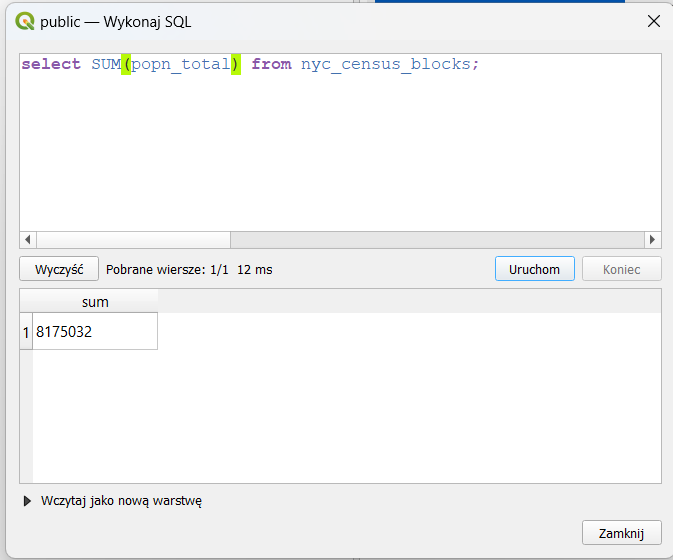 public — Wykonaj SQL
select SUM(popn_total) from nyc_census_blocks;
Wyczyść Pobrane wiersze: 1/1 12 ms Uruchom Koniec
sum
1 8175032
Wczytaj jako nową warstwę
Zamknij